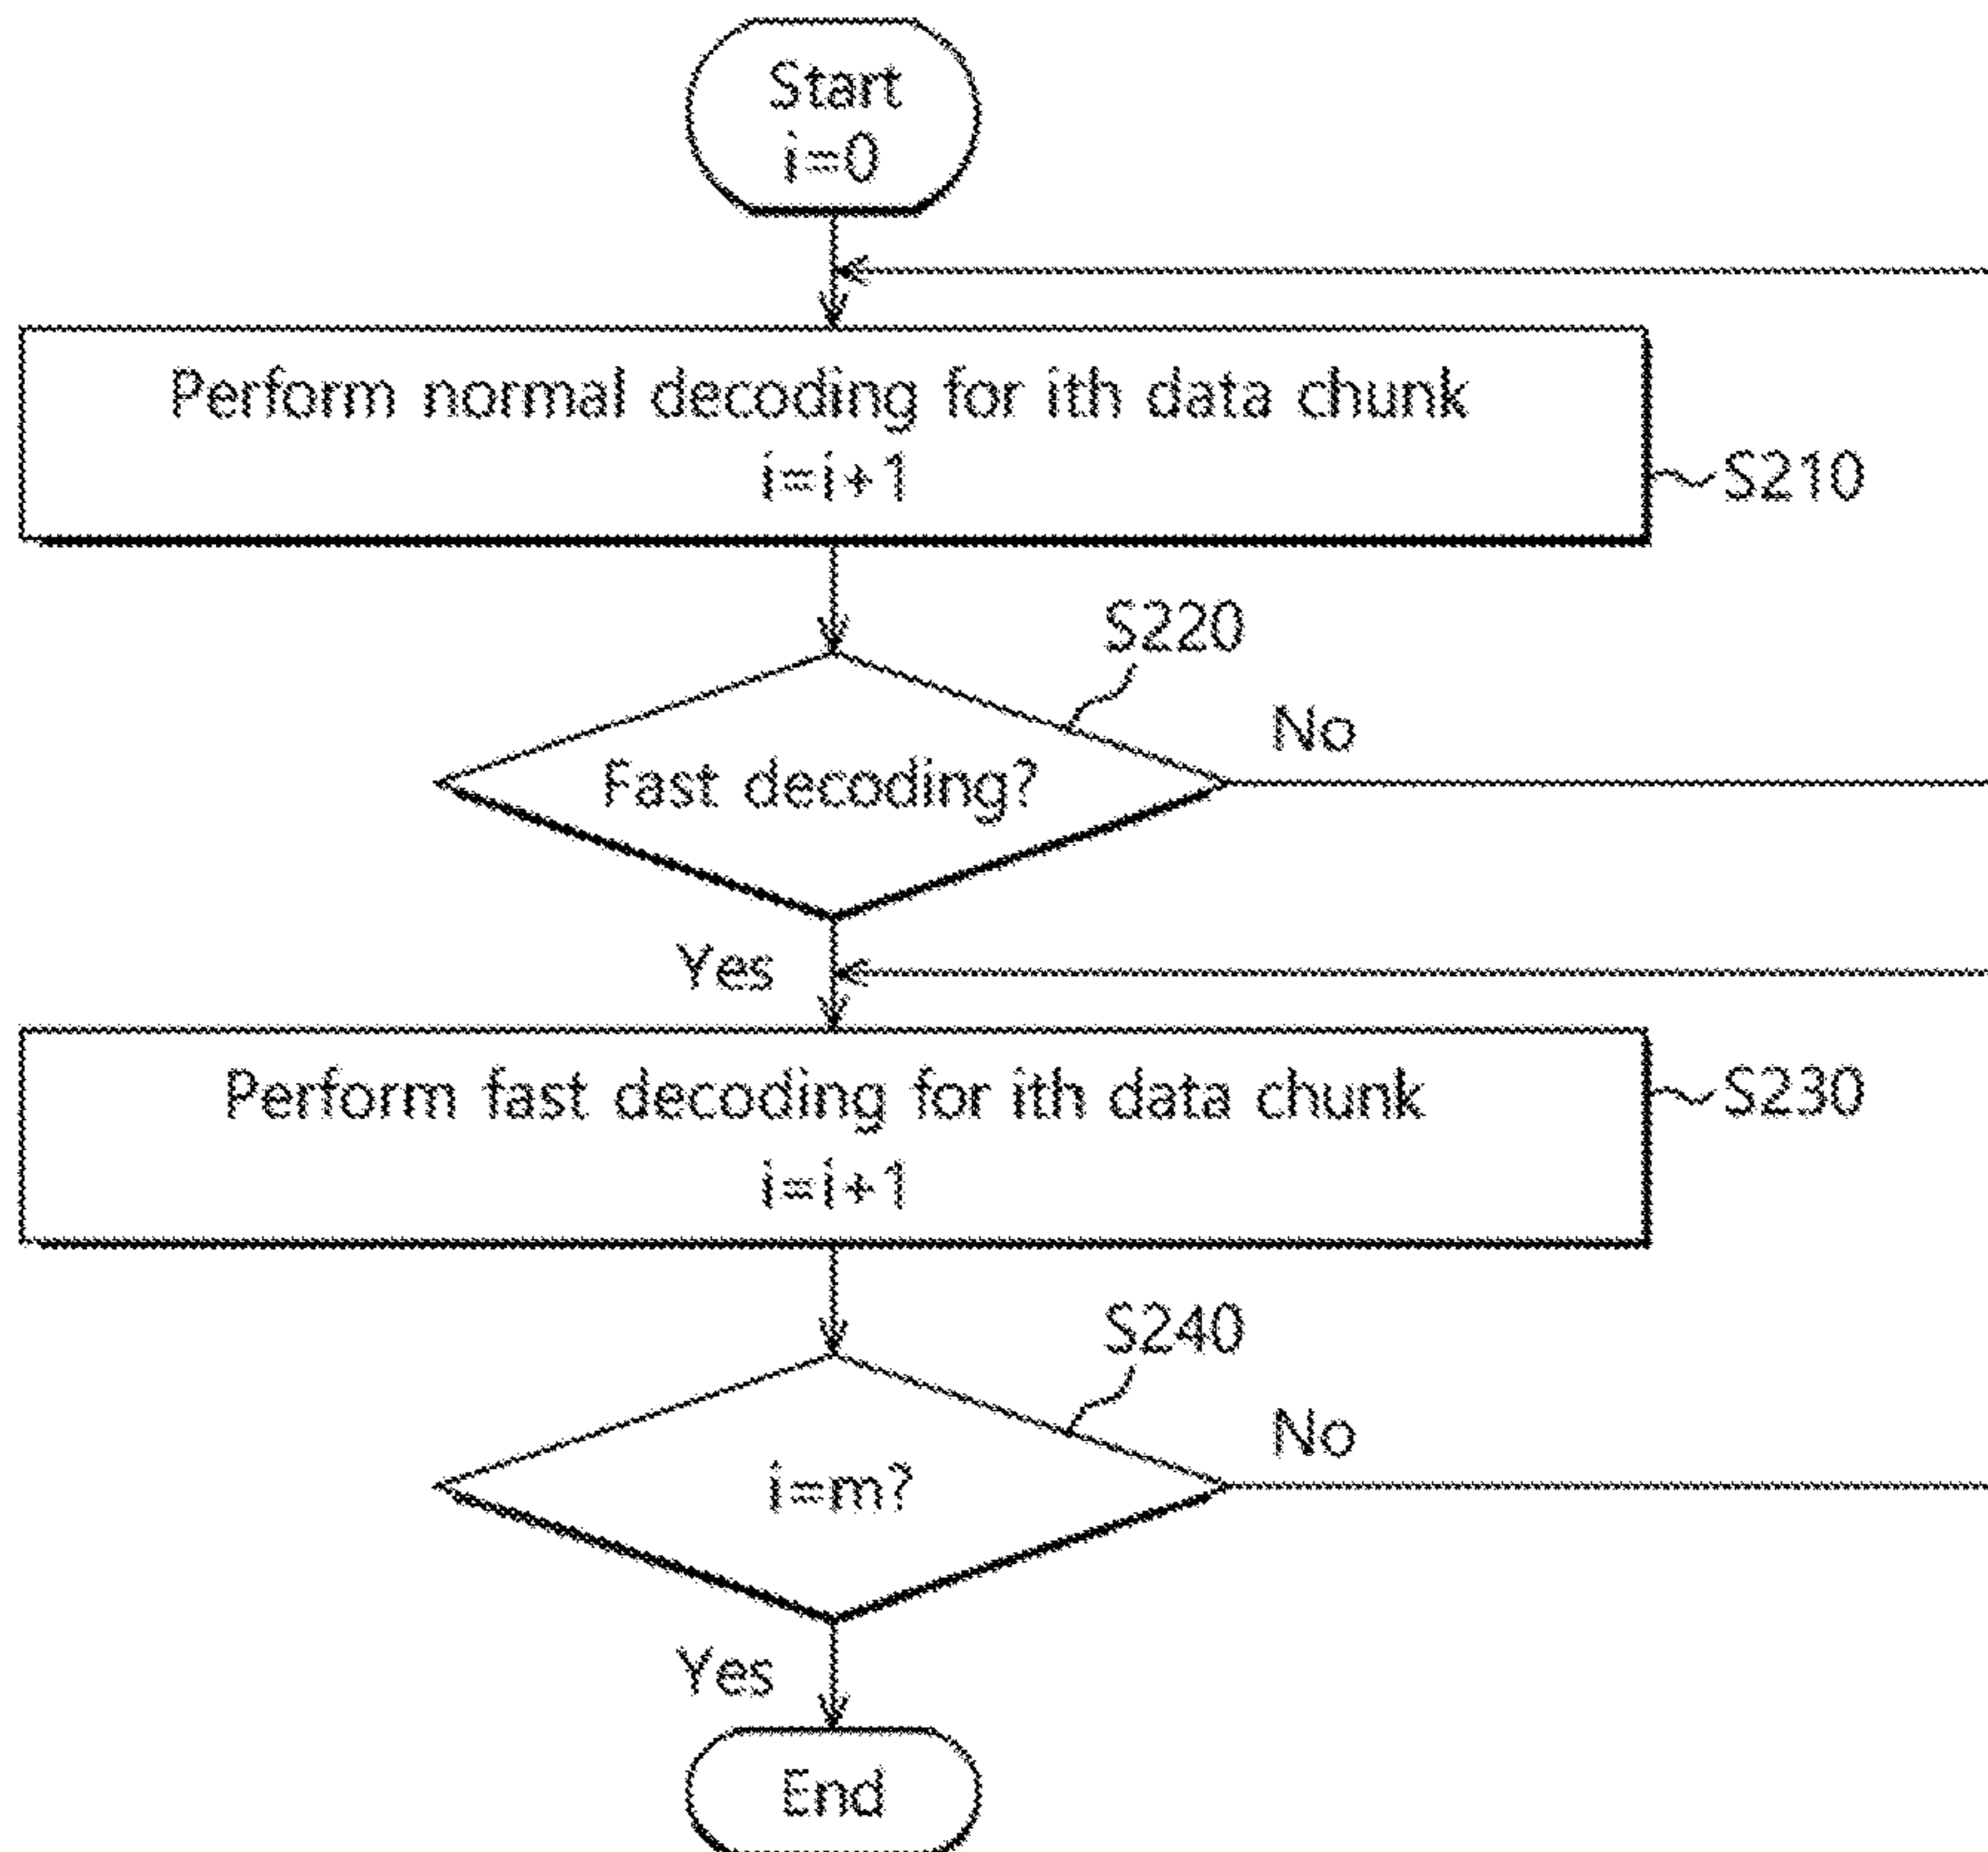 Start
i=0
Perform normal decoding for ith data chunk
i=i+1
S210
S220
No
Fast decoding?
Yes
Perform fast decoding for ith data chunk
S230
i=i+1
S240
No
i=m?
Yes
End